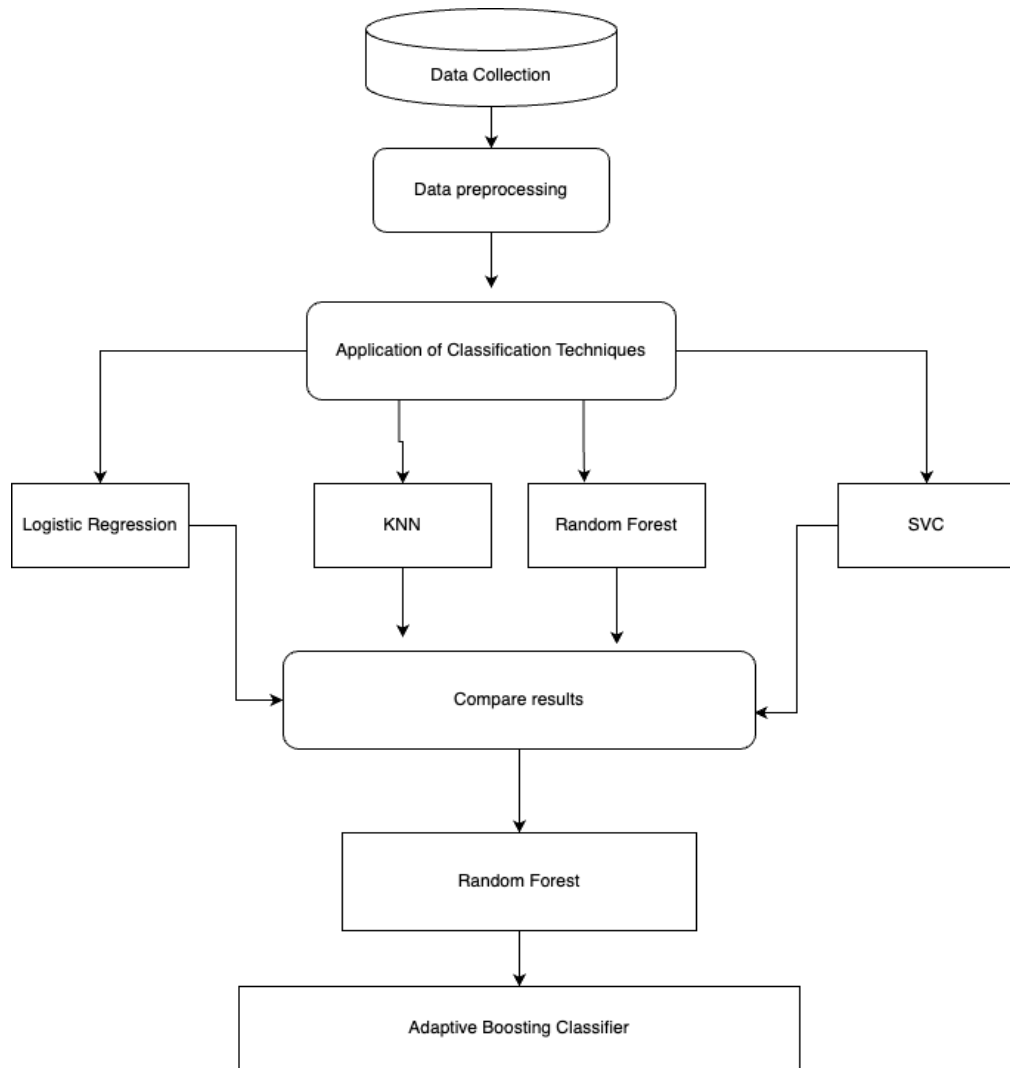 Data Collection
Data preprocessing
Application of Classification Techniques
Logistic Regression
KNN
Random Forest
SVC
Compare results
Random Forest
Adaptive Boosting Classifier